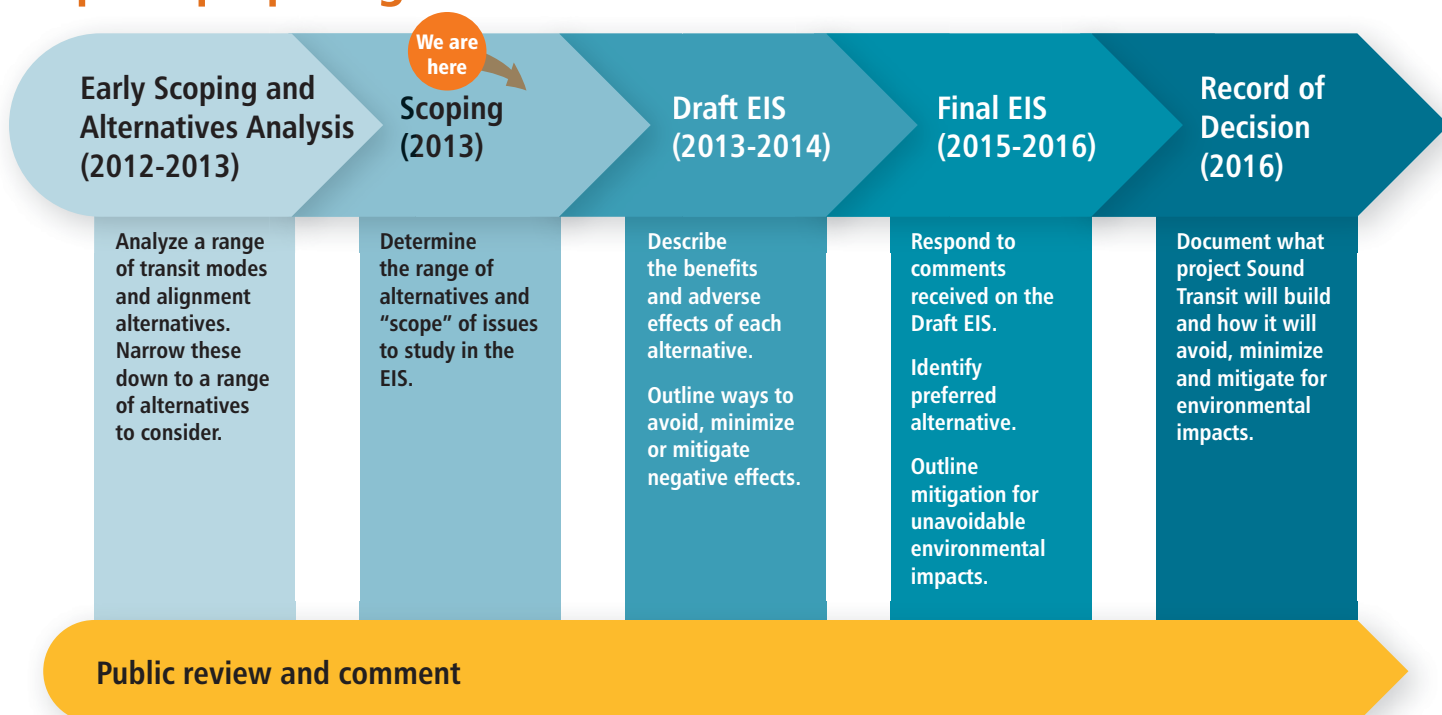 We are
here
Early Scoping and
Alternatives Analysis
(2012-2013)
Scoping
(2013)
Draft EIS
(2013-2014)
Final EIS
(2015-2016)
Record of
Decision
(2016)
Analyze a range
of transit modes
and alignment
alternatives.
Narrow these
down to a range
of alternatives
to consider.
Determine
the range of
alternatives and
“scope” of issues
to study in the
EIS.
Describe
the benefits
and adverse
effects of each
alternative.
Outline ways to
avoid, minimize
or mitigate
negative effects.
Respond to
comments
received on the
Draft EIS.
Identify
preferred
alternative.
Outline
mitigation for
unavoidable
environmental
impacts.
Document what
project Sound
Transit will build
and how it will
avoid, minimize
and mitigate for
environmental
impacts.
Public review and comment